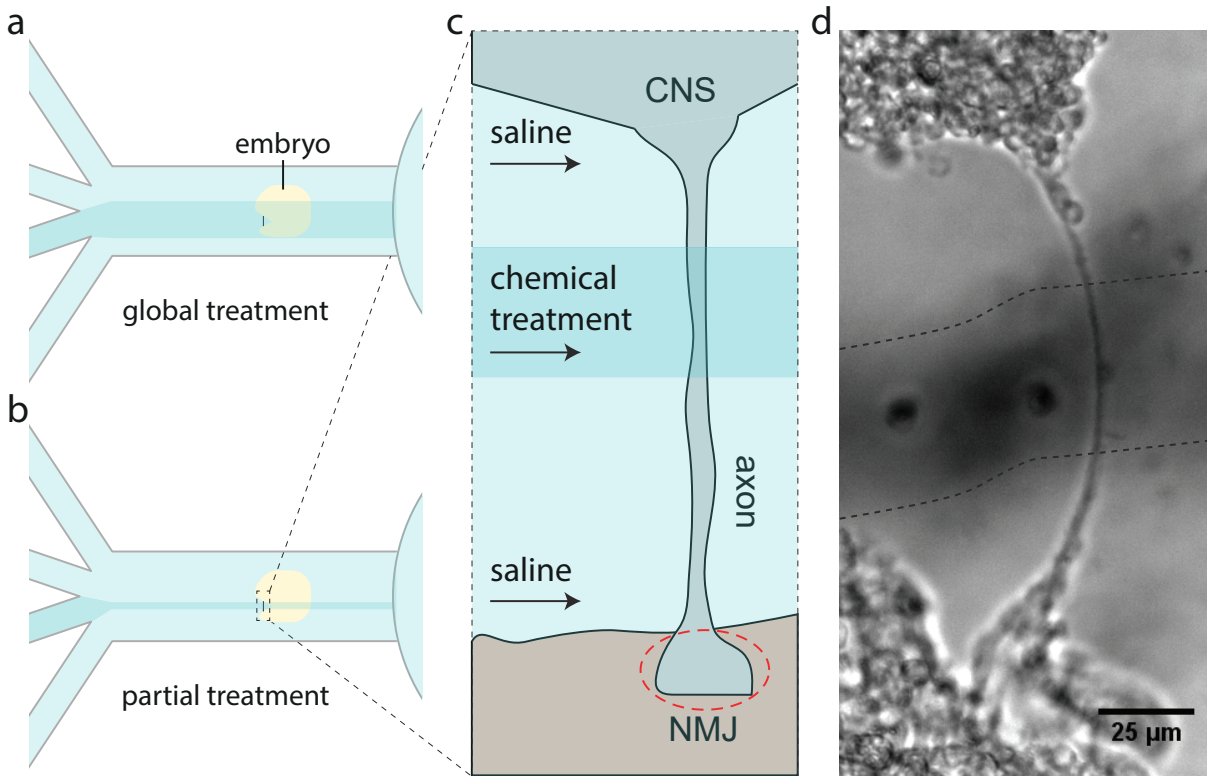 a
embryo
global treatment
b
partial treatment
c
CNS
saline
chemical
treatment
axon
saline
NMJ
d
25 µm